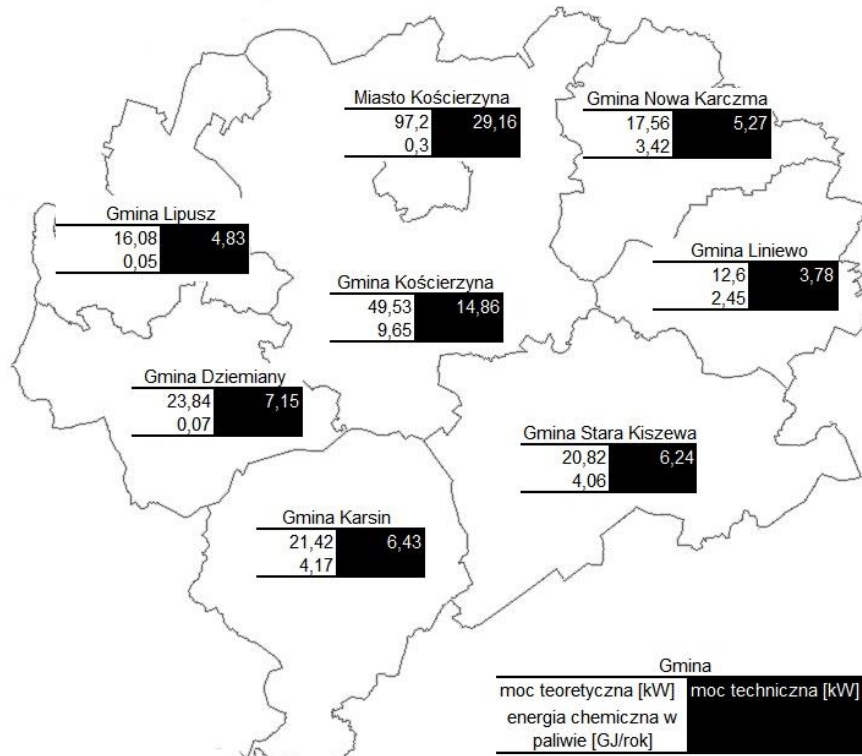 Miasto Kościerzyna
97,2 29,16
0,3
Gmina Nowa Karczma
17,56 5,27
3,42
Gmina Lipusz
16,08 4,83
0,05
Gmina Liniewo
12,6 3,78
2,45
Gmina Kościerzyna
49,53 14,86
9,65
Gmina Dziemiany
23,84 7,15
0,07
Gmina Stara Kiszewa
20,82 6,24
4,06
Gmina Karsin
21,42 6,43
4,17
Gmina
moc teoretyczna [kW] moc techniczna [kW]
energia chemiczna w
paliwie [GJ/rok]